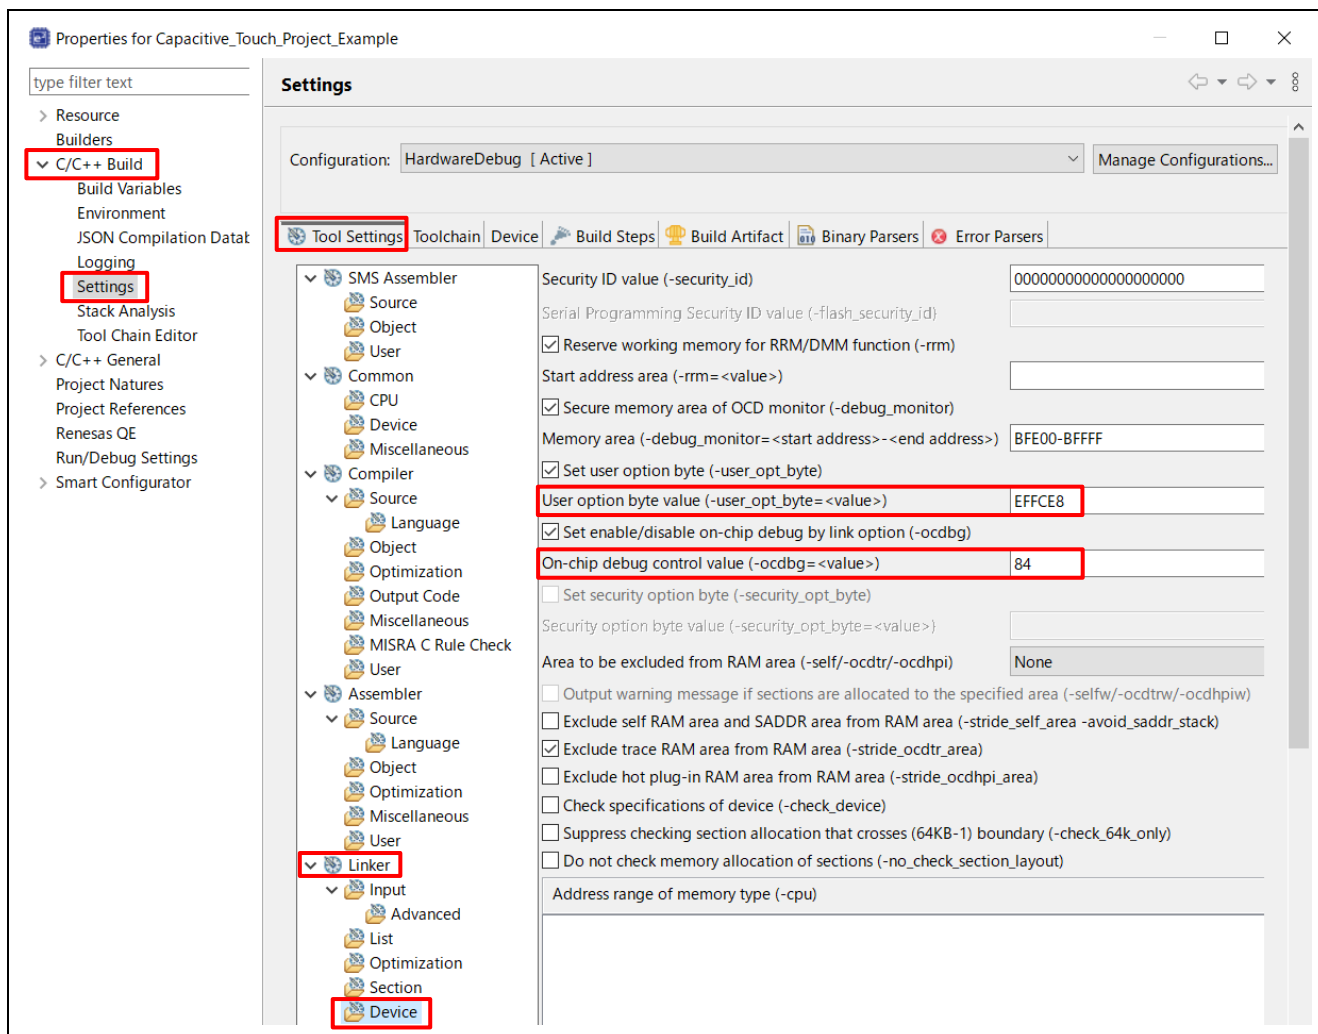 Properties for Capacitive_Touch_Project_Example
type filter text
Resource
Builders
C/C++ Build
Build Variables
Environment
JSON Compilation Datab
Logging
Settings
Stack Analysis
Tool Chain Editor
C/C++ General
Project Natures
Project References
Renesas QE
Run/Debug Settings
Smart Configurator
Settings
Configuration: HardwareDebug [ Active ] Manage Configurations...
Tool Settings Toolchain Device Build Steps Build Artifact Binary Parsers Error Parsers
SMS Assembler
Source
Object
User
Common
CPU
Device
Miscellaneous
Compiler
Source
Language
Object
Optimization
Output Code
Miscellaneous
MISRA C Rule Check
User
Assembler
Source
Language
Object
Optimization
Miscellaneous
User
Linker
Input
Advanced
List
Optimization
Section
Device
Security ID value (-security_id) 00000000000000000000
Serial Programming Security ID value (-flash_security_id)
Reserve working memory for RRM/DMM function (-rrm)
Start address area (-rrm=<value>)
Secure memory area of OCD monitor (-debug_monitor)
Memory area (-debug_monitor=<start address>-<end address>) BFE00-BFFFF
Set user option byte (-user_opt_byte)
User option byte value (-user_opt_byte=<value>) EFFCE8
Set enable/disable on-chip debug by link option (-ocdbg)
On-chip debug control value (-ocdbg=<value>) 84
Set security option byte (-security_opt_byte)
Security option byte value (-security_opt_byte=<value>)
Area to be excluded from RAM area (-self/-ocdtr/-ocdhpi) None
Output warning message if sections are allocated to the specified area (-selfw/-ocdtrw/-ocdhpiw)
Exclude self RAM area and SADDR area from RAM area (-stride_self_area -avoid_saddr_stack)
Exclude trace RAM area from RAM area (-stride_ocdtr_area)
Exclude hot plug-in RAM area from RAM area (-stride_ocdhpi_area)
Check specifications of device (-check_device)
Suppress checking section allocation that crosses (64KB-1) boundary (-check_64k_only)
Do not check memory allocation of sections (-no_check_section_layout)
Address range of memory type (-cpu)